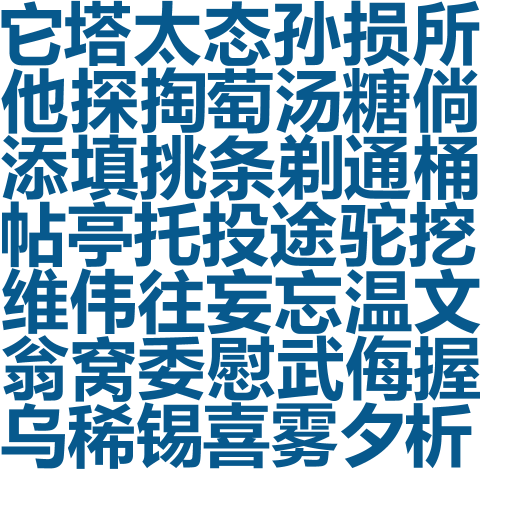 它塔太态孙损所
他探掏萄汤糖倘
添填挑条剃通桶
帖亭托投途驼挖
维伟往妄忘温文
翁窝委慰武侮握
乌稀锡喜雾夕析